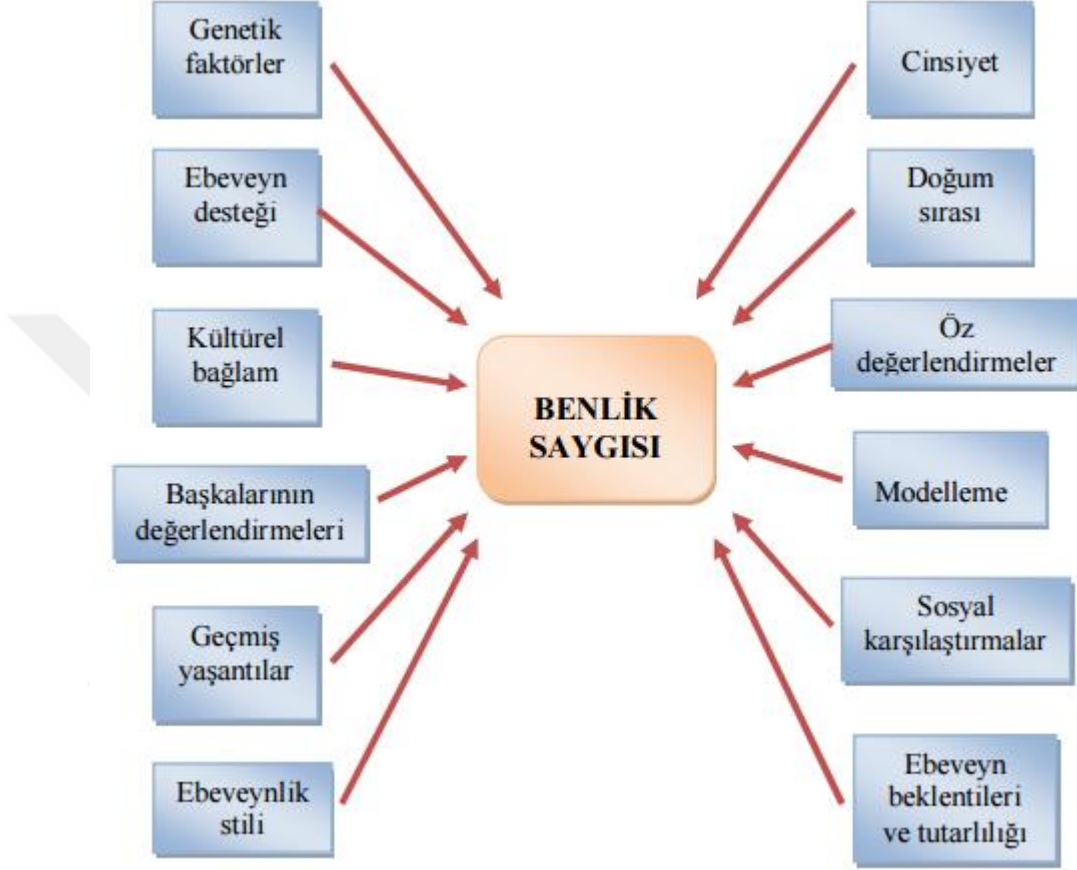 Genetik
faktörler
Cinsiyet
Ebeveyn
desteği
Doğum
sırası
Kültürel
bağlam
Öz
değerlendirmeler
BENLİK
SAYGISI
Başkalarının
değerlendirmeleri
Modelleme
Geçmiş
yaşantılar
Sosyal
karşılaştırmalar
Ebeveynlik
stili
Ebeveyn
beklentileri
ve tutarlılığı